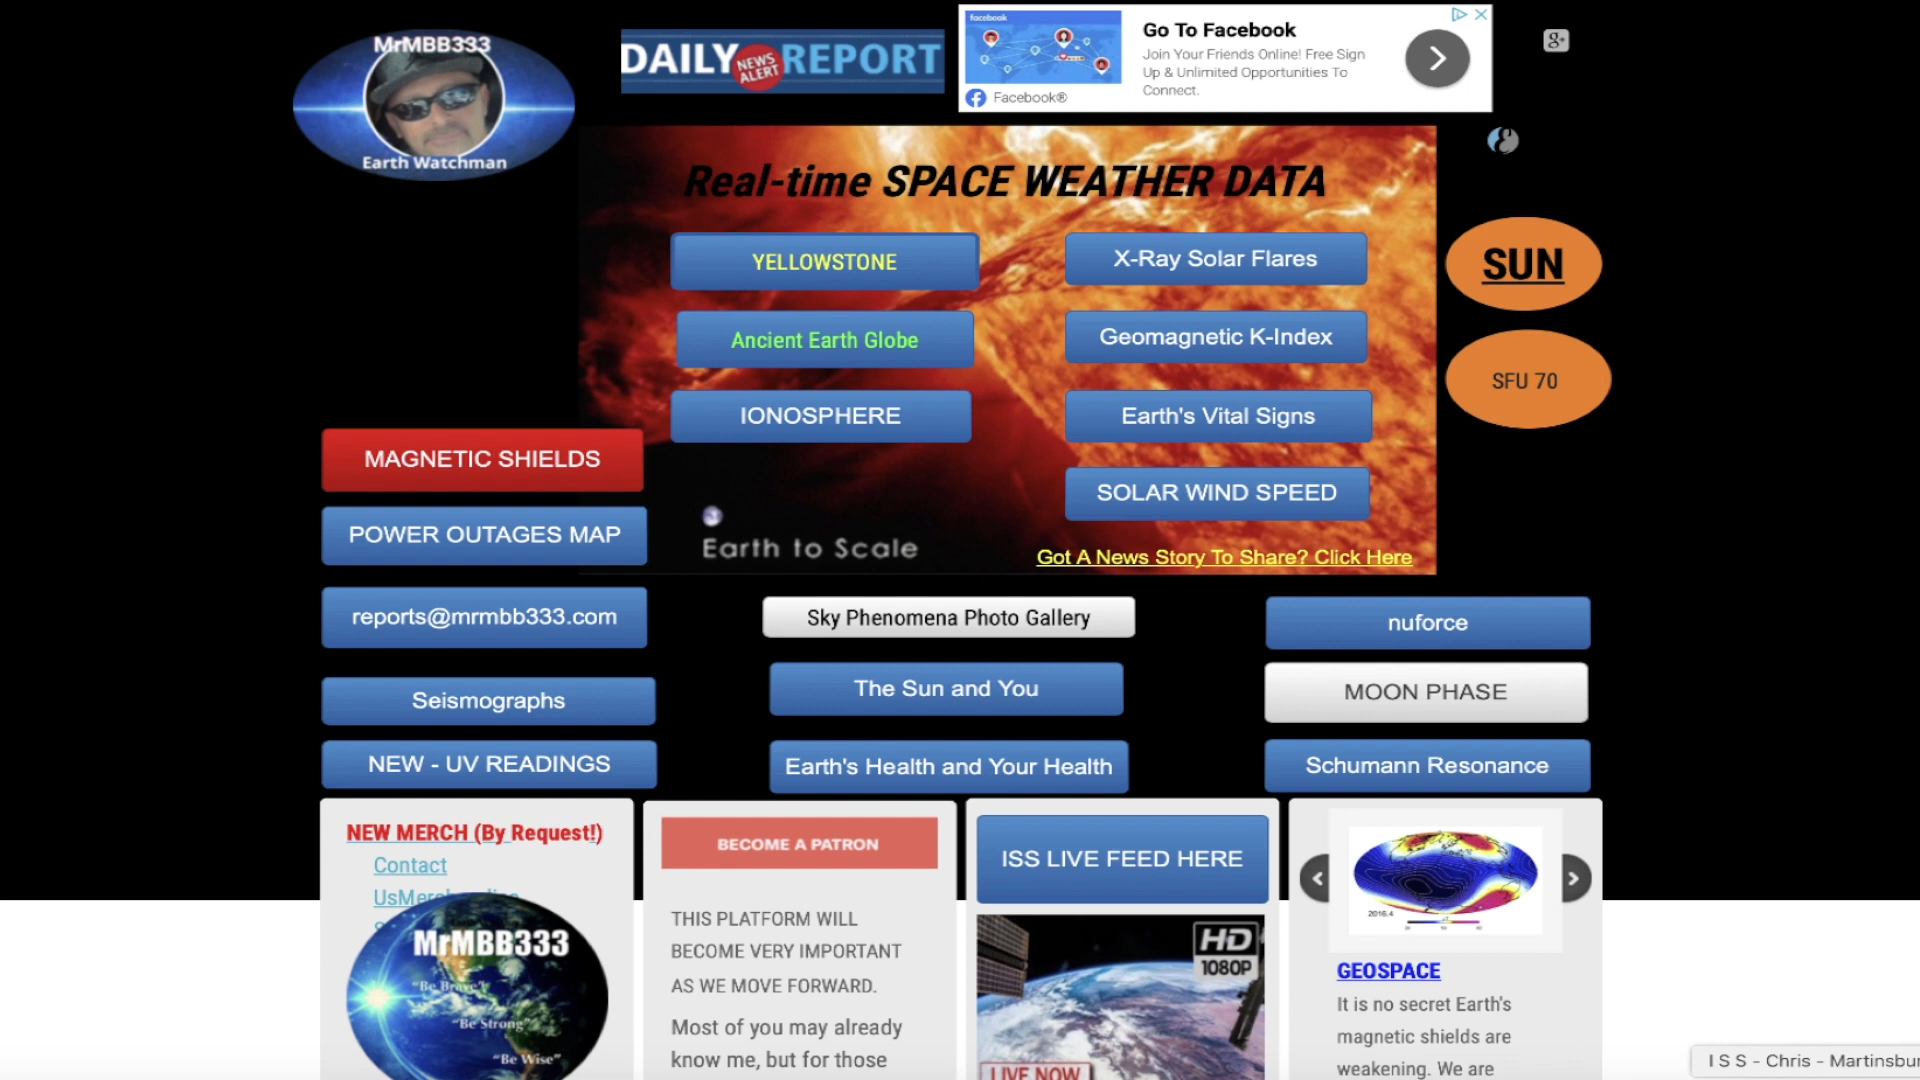 MrMBB333
Earth Watchman
DAILY NEWS ALERT REPORT
facebook
Go To Facebook
Join Your Friends Online! Free Sign
Up & Unlimited Opportunities To
Connect.
Facebook®
g+
Real-time SPACE WEATHER DATA
YELLOWSTONE
X-Ray Solar Flares
SUN
Ancient Earth Globe
Geomagnetic K-Index
SFU 70
IONOSPHERE
Earth's Vital Signs
MAGNETIC SHIELDS
SOLAR WIND SPEED
POWER OUTAGES MAP
Earth to Scale
Got A News Story To Share? Click Here
reports@mrmbb333.com
Sky Phenomena Photo Gallery
nuforce
Seismographs
The Sun and You
MOON PHASE
NEW - UV READINGS
Earth's Health and Your Health
Schumann Resonance
NEW MERCH (By Request!)
Contact
MrMBB333
"Be Brave"
"Be Strong"
"Be Wise"
BECOME A PATRON
THIS PLATFORM WILL
BECOME VERY IMPORTANT
AS WE MOVE FORWARD.
Most of you may already
know me, but for those
ISS LIVE FEED HERE
HD
1080P
LIVE NOW
2016.4
GEOSPACE
It is no secret Earth's
magnetic shields are
weakening. We are
I S S - Chris - Martinsbur